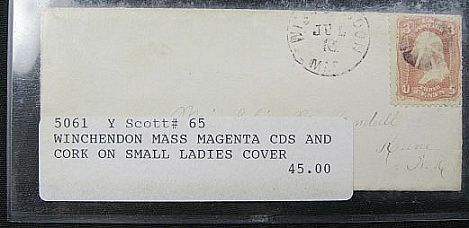 JUL
5061 Y Scott# 65
WINCHENDON MASS MAGENTA CDS AND
CORK ON SMALL LADIES COVER
45.00